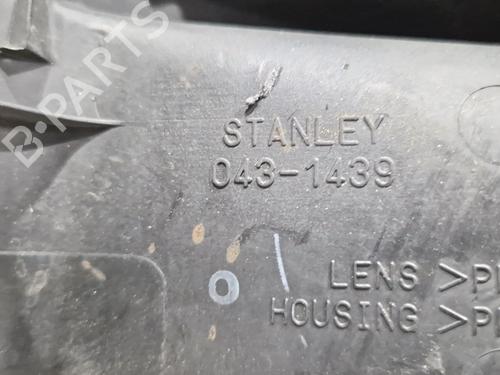 B-PARTS
STANLEY
043-1439
LENS >P
HOUSING >P